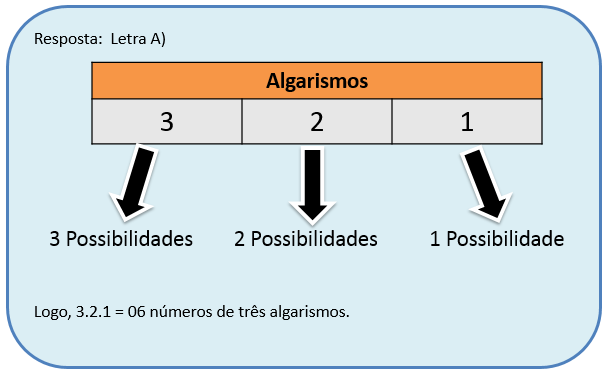 Resposta: Letra A)
Algarismos
3 2 1
3 Possibilidades 2 Possibilidades 1 Possibilidade
Logo, 3.2.1 = 06 números de três algarismos.